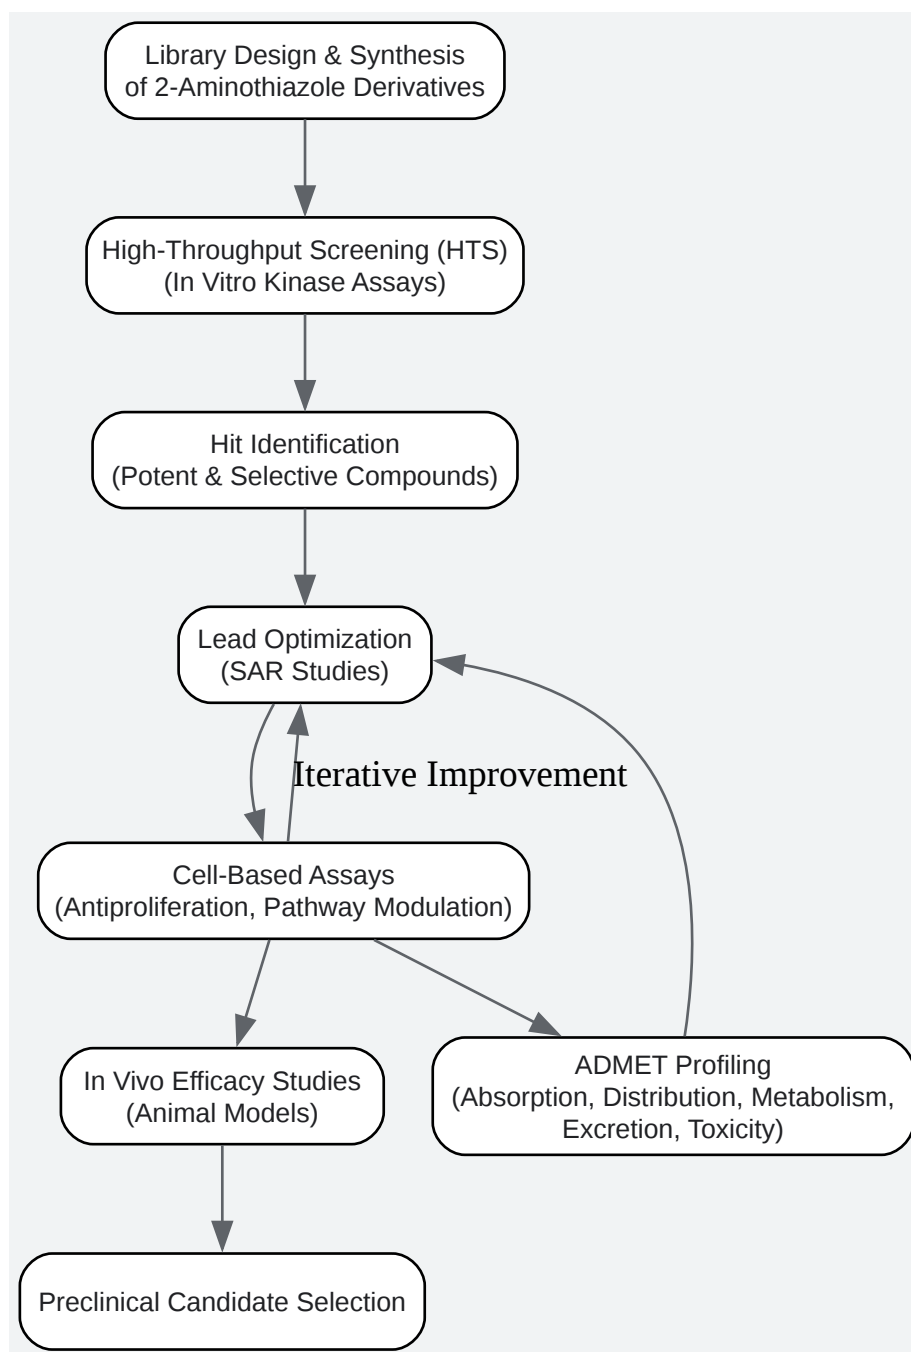 Library Design & Synthesis
of 2-Aminothiazole Derivatives
High-Throughput Screening (HTS)
(In Vitro Kinase Assays)
Hit Identification
(Potent & Selective Compounds)
Lead Optimization
(SAR Studies)
Iterative Improvement
Cell-Based Assays
(Antiproliferation, Pathway Modulation)
In Vivo Efficacy Studies
(Animal Models)
ADMET Profiling
(Absorption, Distribution, Metabolism,
Excretion, Toxicity)
Preclinical Candidate Selection